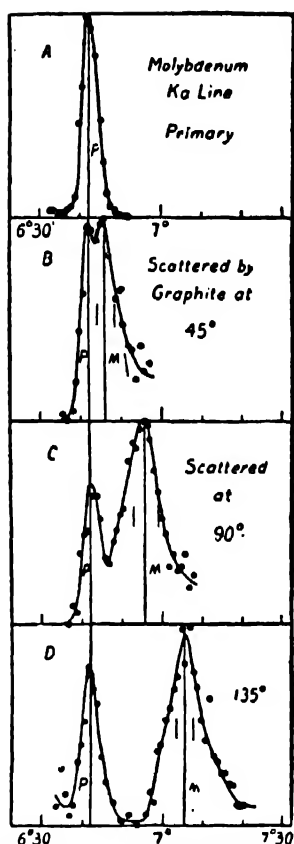 A
Molybdenum
Kα Line
Primary
P
6°30'
7°
B
Scattered by
Graphite at
45°
P
M
C
Scattered
at
90°.
P
M
D
135°
P
M
6°30
7°
7°30'